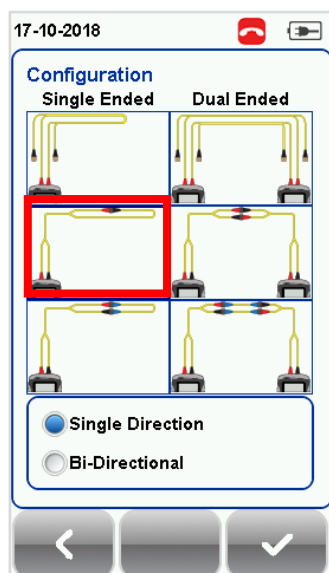 17-10-2018
Configuration
Single Ended Dual Ended
Single Direction
Bi-Directional